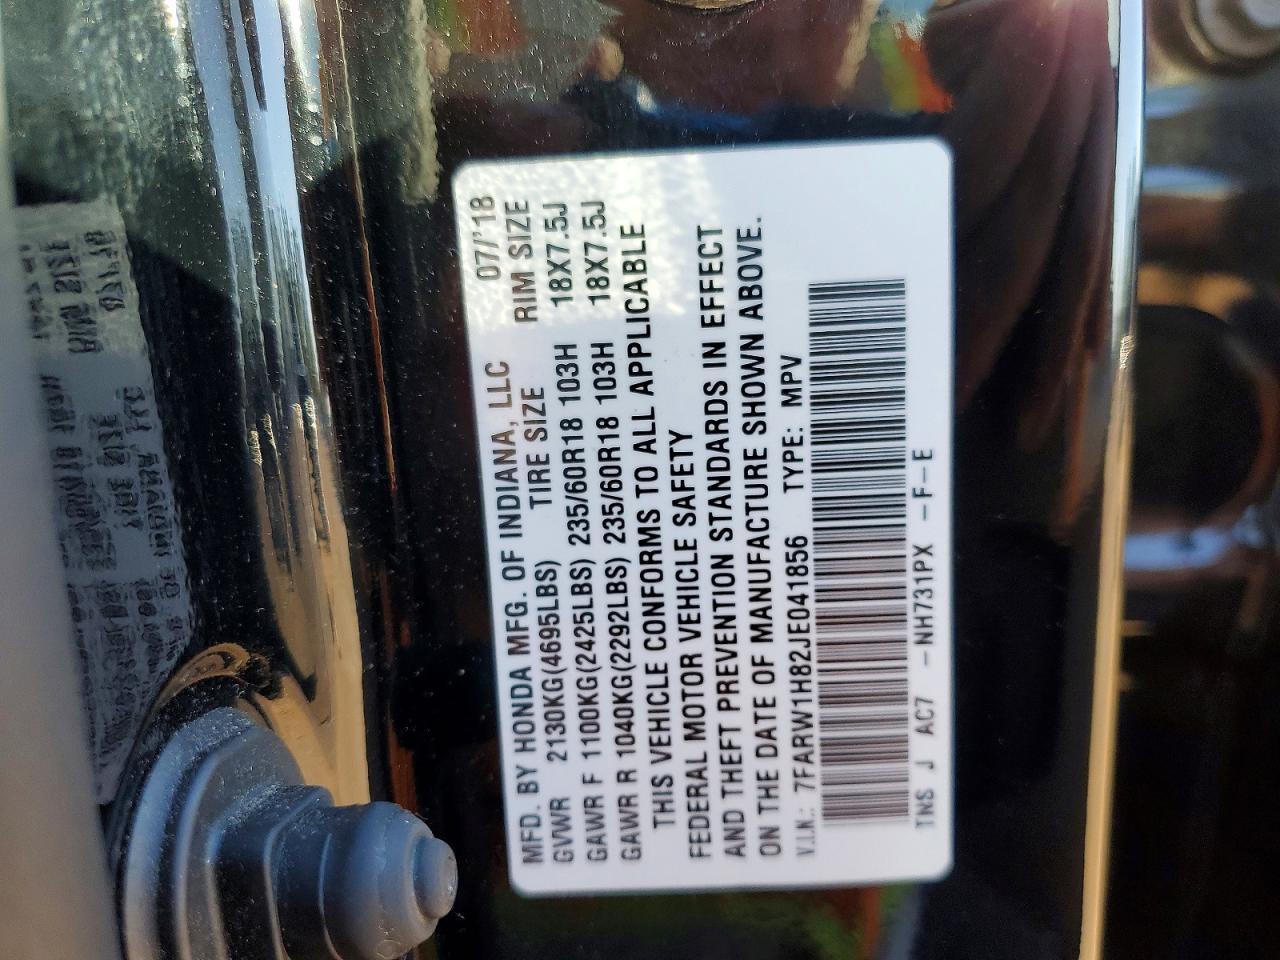 MFD. BY HONDA MFG. OF INDIANA, LLC 07/'18
GVWR 2130KG(4695LBS) TIRE SIZE RIM SIZE
GAWR F 1100KG(2425LBS) 235/60R18 103H 18X7.5J
GAWR R 1040KG(2292LBS) 235/60R18 103H 18X7.5J
THIS VEHICLE CONFORMS TO ALL APPLICABLE
FEDERAL MOTOR VEHICLE SAFETY
AND THEFT PREVENTION STANDARDS IN EFFECT
ON THE DATE OF MANUFACTURE SHOWN ABOVE.
V.I.N.: 7FARW1H82JE041856 TYPE: MPV
TNS J AC7 -NH731PX -F-E